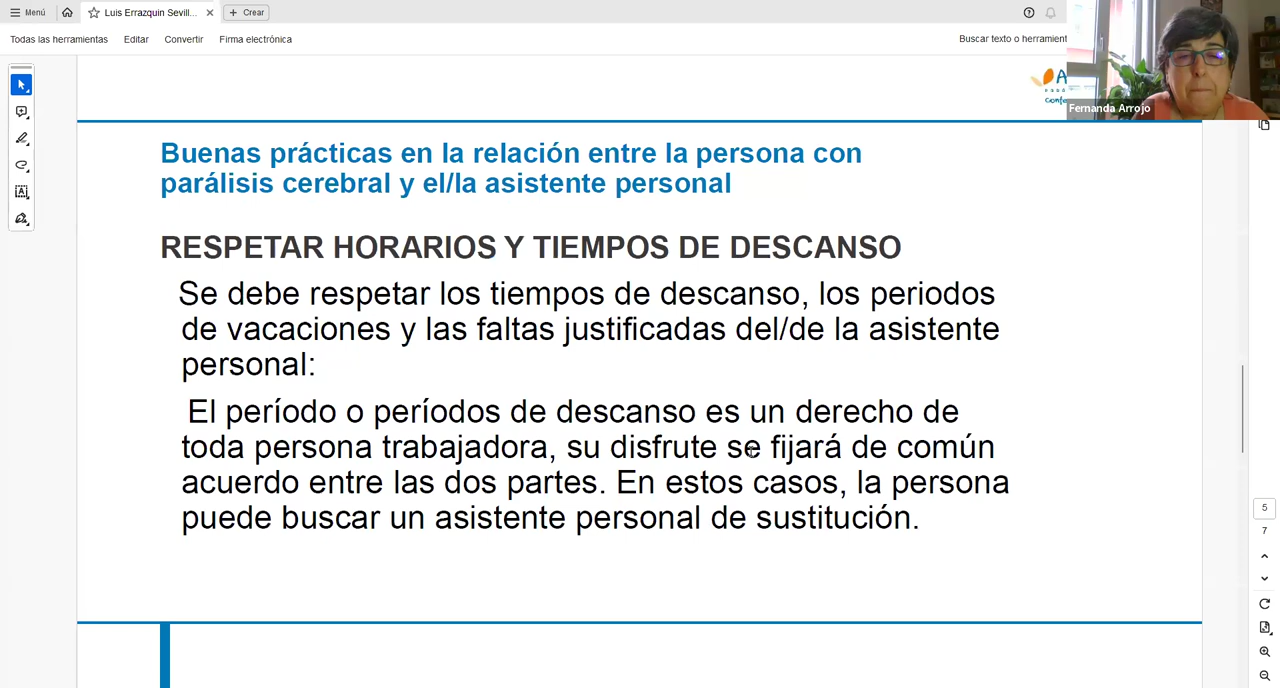 Menú
Luis Errazquin Sevill...
Crear
Todas las herramientas
Editar
Convertir
Firma electrónica
Buscar texto o herramient
Fernanda Arrojo
Buenas prácticas en la relación entre la persona con
parálisis cerebral y el/la asistente personal
RESPETAR HORARIOS Y TIEMPOS DE DESCANSO
Se debe respetar los tiempos de descanso, los periodos
de vacaciones y las faltas justificadas del/de la asistente
personal:
El período o períodos de descanso es un derecho de
toda persona trabajadora, su disfrute se fijará de común
acuerdo entre las dos partes. En estos casos, la persona
puede buscar un asistente personal de sustitución.
5
7